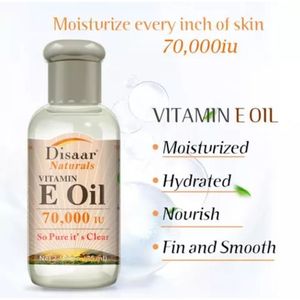 Moisturize every inch of skin
70,000iu
VITAMIN E OIL
Moisturized
Hydrated
Nourish
Fin and Smooth
Disaar
Naturals
VITAMIN
E Oil
70,000 IU
So Pure it's Clear